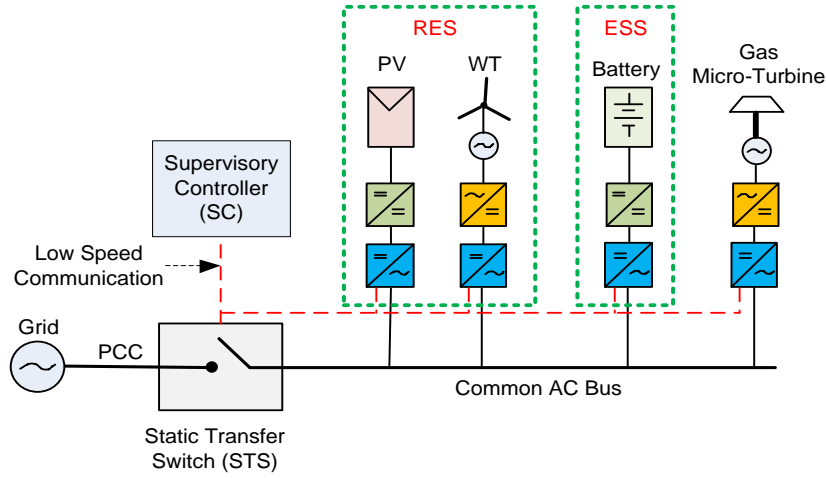 RES
ESS
PV
WT
Battery
Gas
Micro-Turbine
Supervisory
Controller
(SC)
Low Speed
Communication
Grid
PCC
Common AC Bus
Static Transfer
Switch (STS)